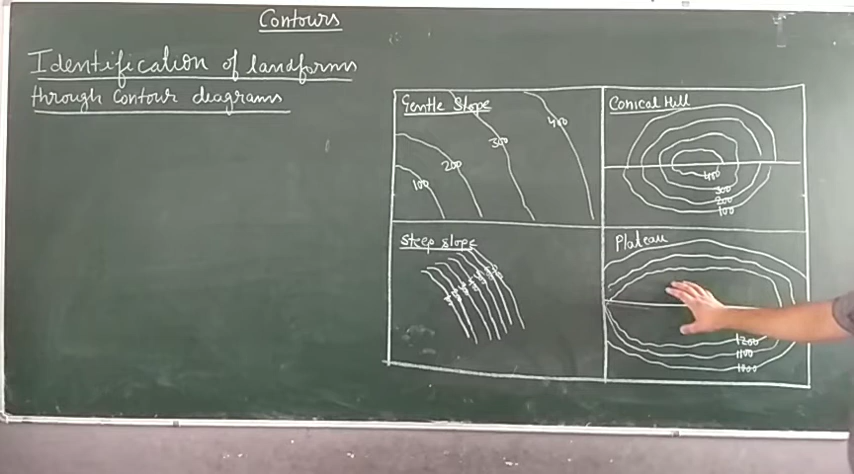 Contours
Identification of landforms
through Contour diagrams
Gentle Slope
100
200
300
400
Conical Hill
400
300
200
100
Steep slope
Plateau
1200
1100
1000